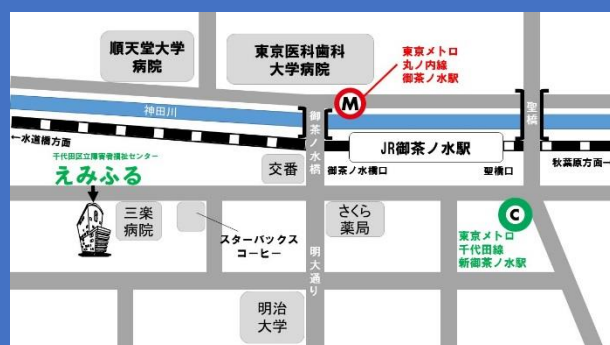 順天堂大学
病院
東京医科歯科
大学病院
東京メトロ
丸ノ内線
御茶ノ水駅
M
神田川
御茶ノ水橋
聖橋
←水道橋方面
JR御茶ノ水駅
秋葉原方面→
御茶ノ水橋口
聖橋口
千代田区立障害者福祉センター
えみふる
交番
三楽
病院
スターバックス
コーヒー
さくら
薬局
C
東京メトロ
千代田線
新御茶ノ水駅
明大通り
明治
大学